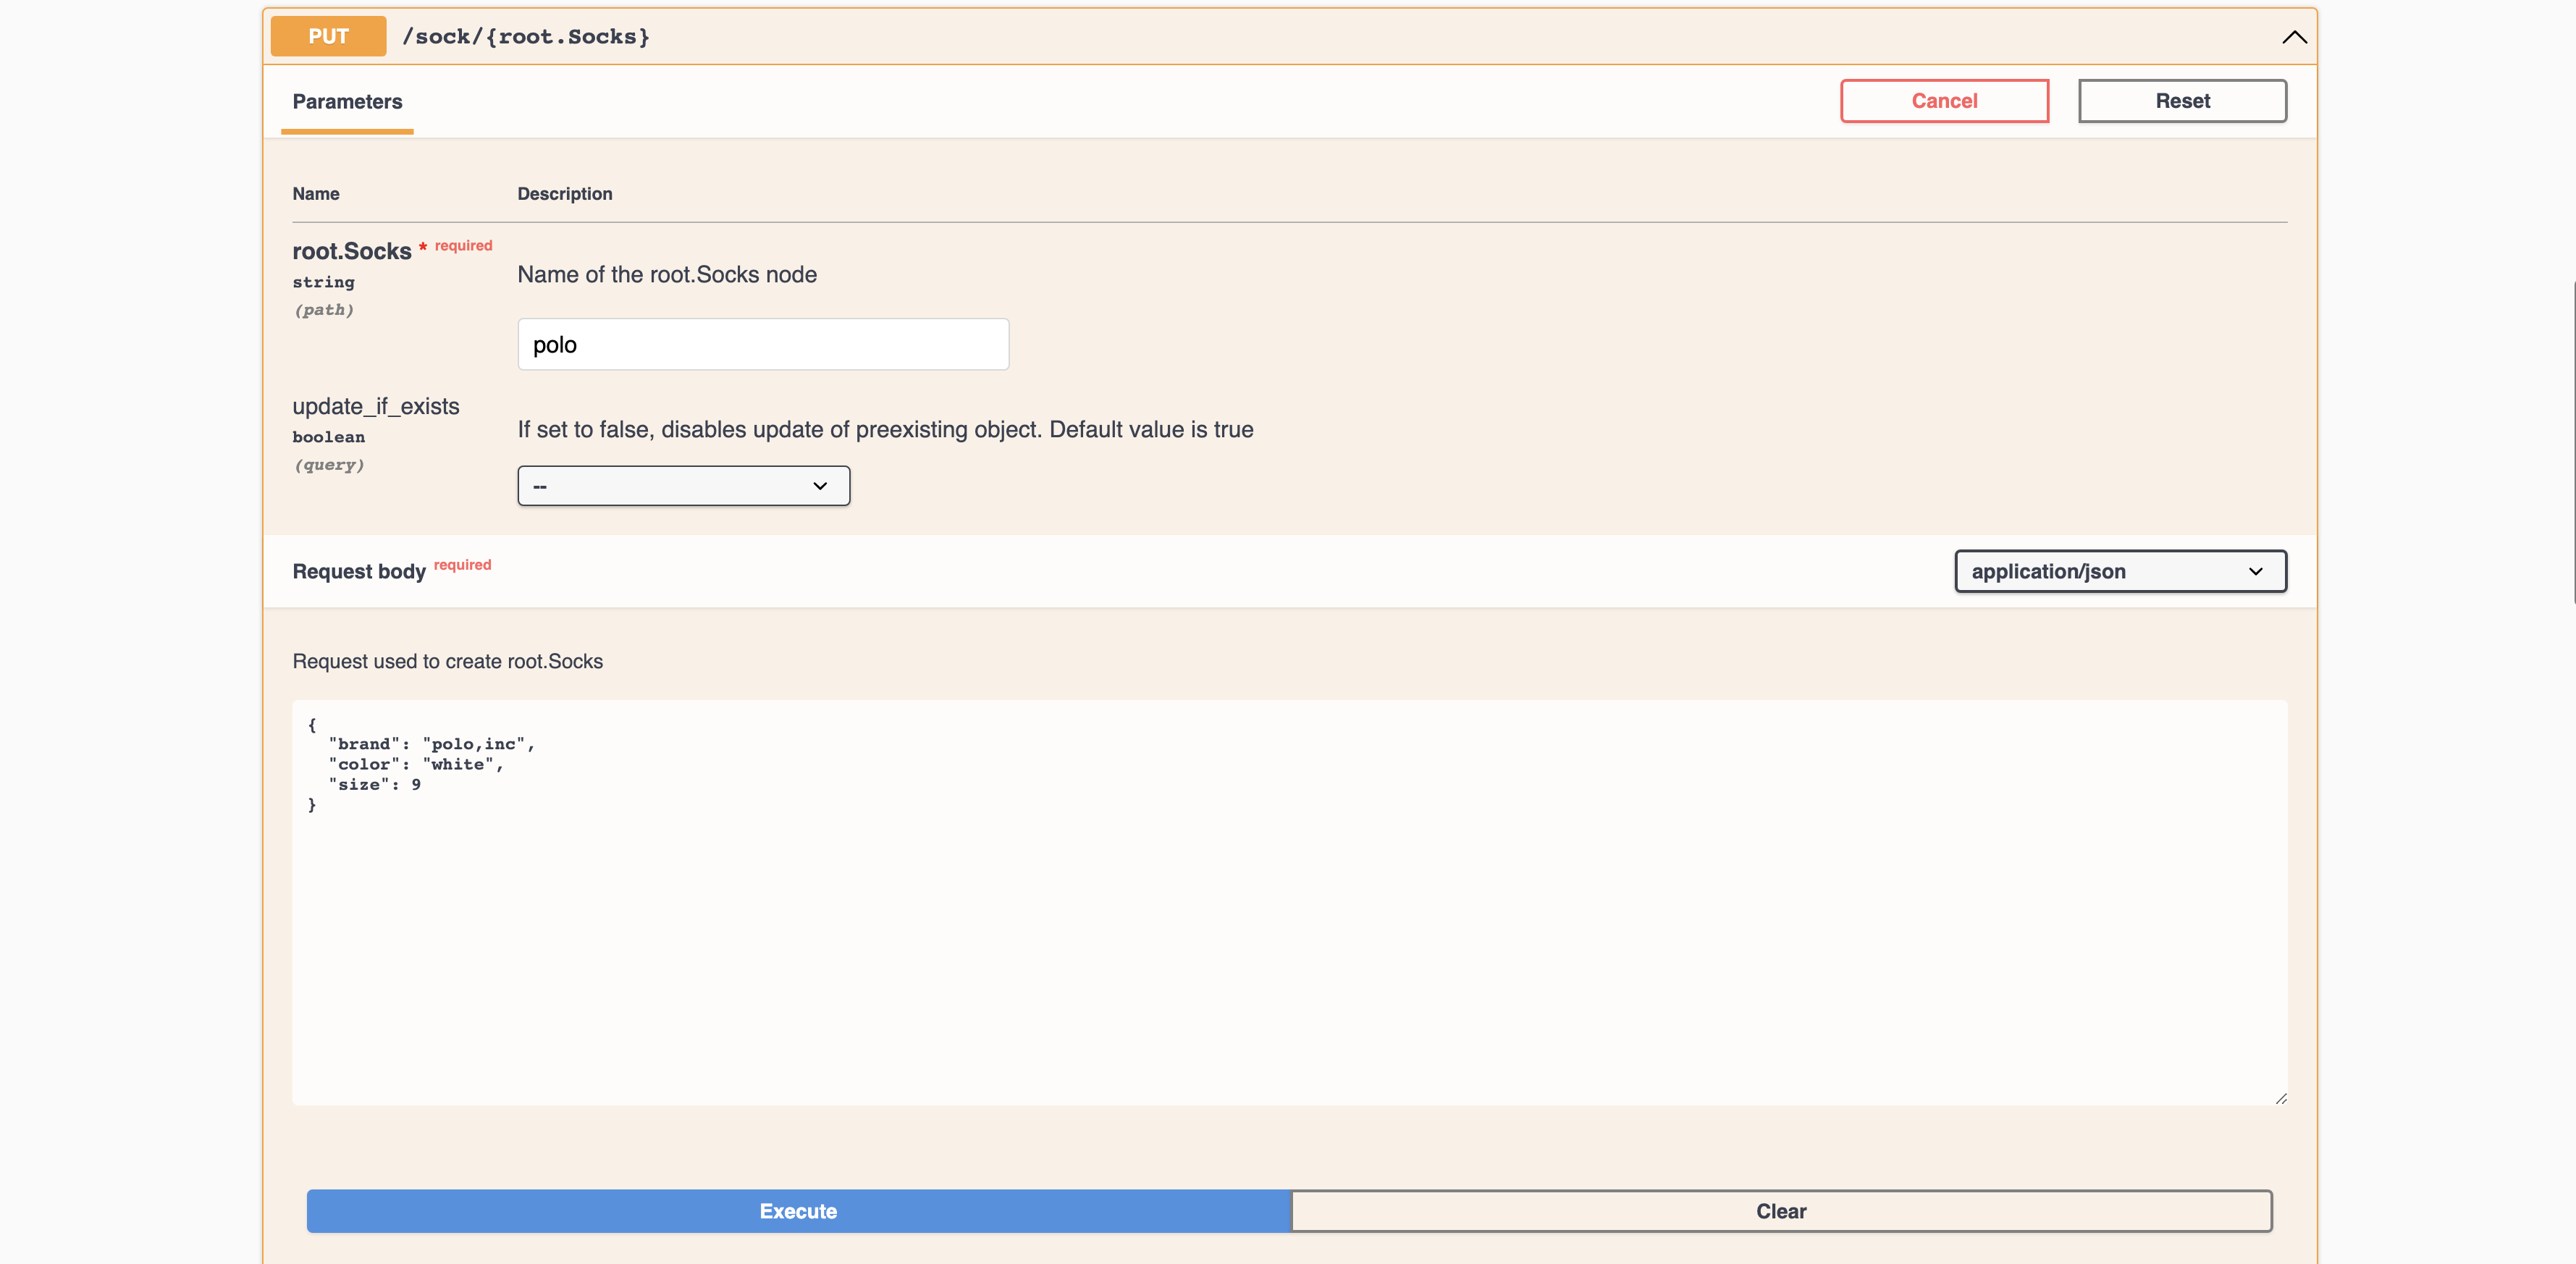 PUT /sock/{root.Socks}
Parameters
Cancel
Reset
Name Description
root.Socks * required
string
(path)
Name of the root.Socks node
polo
update_if_exists
boolean
(query)
If set to false, disables update of preexisting object. Default value is true
--
Request body required
application/json
Request used to create root.Socks
{
  "brand": "polo,inc",
  "color": "white",
  "size": 9
}
Execute
Clear